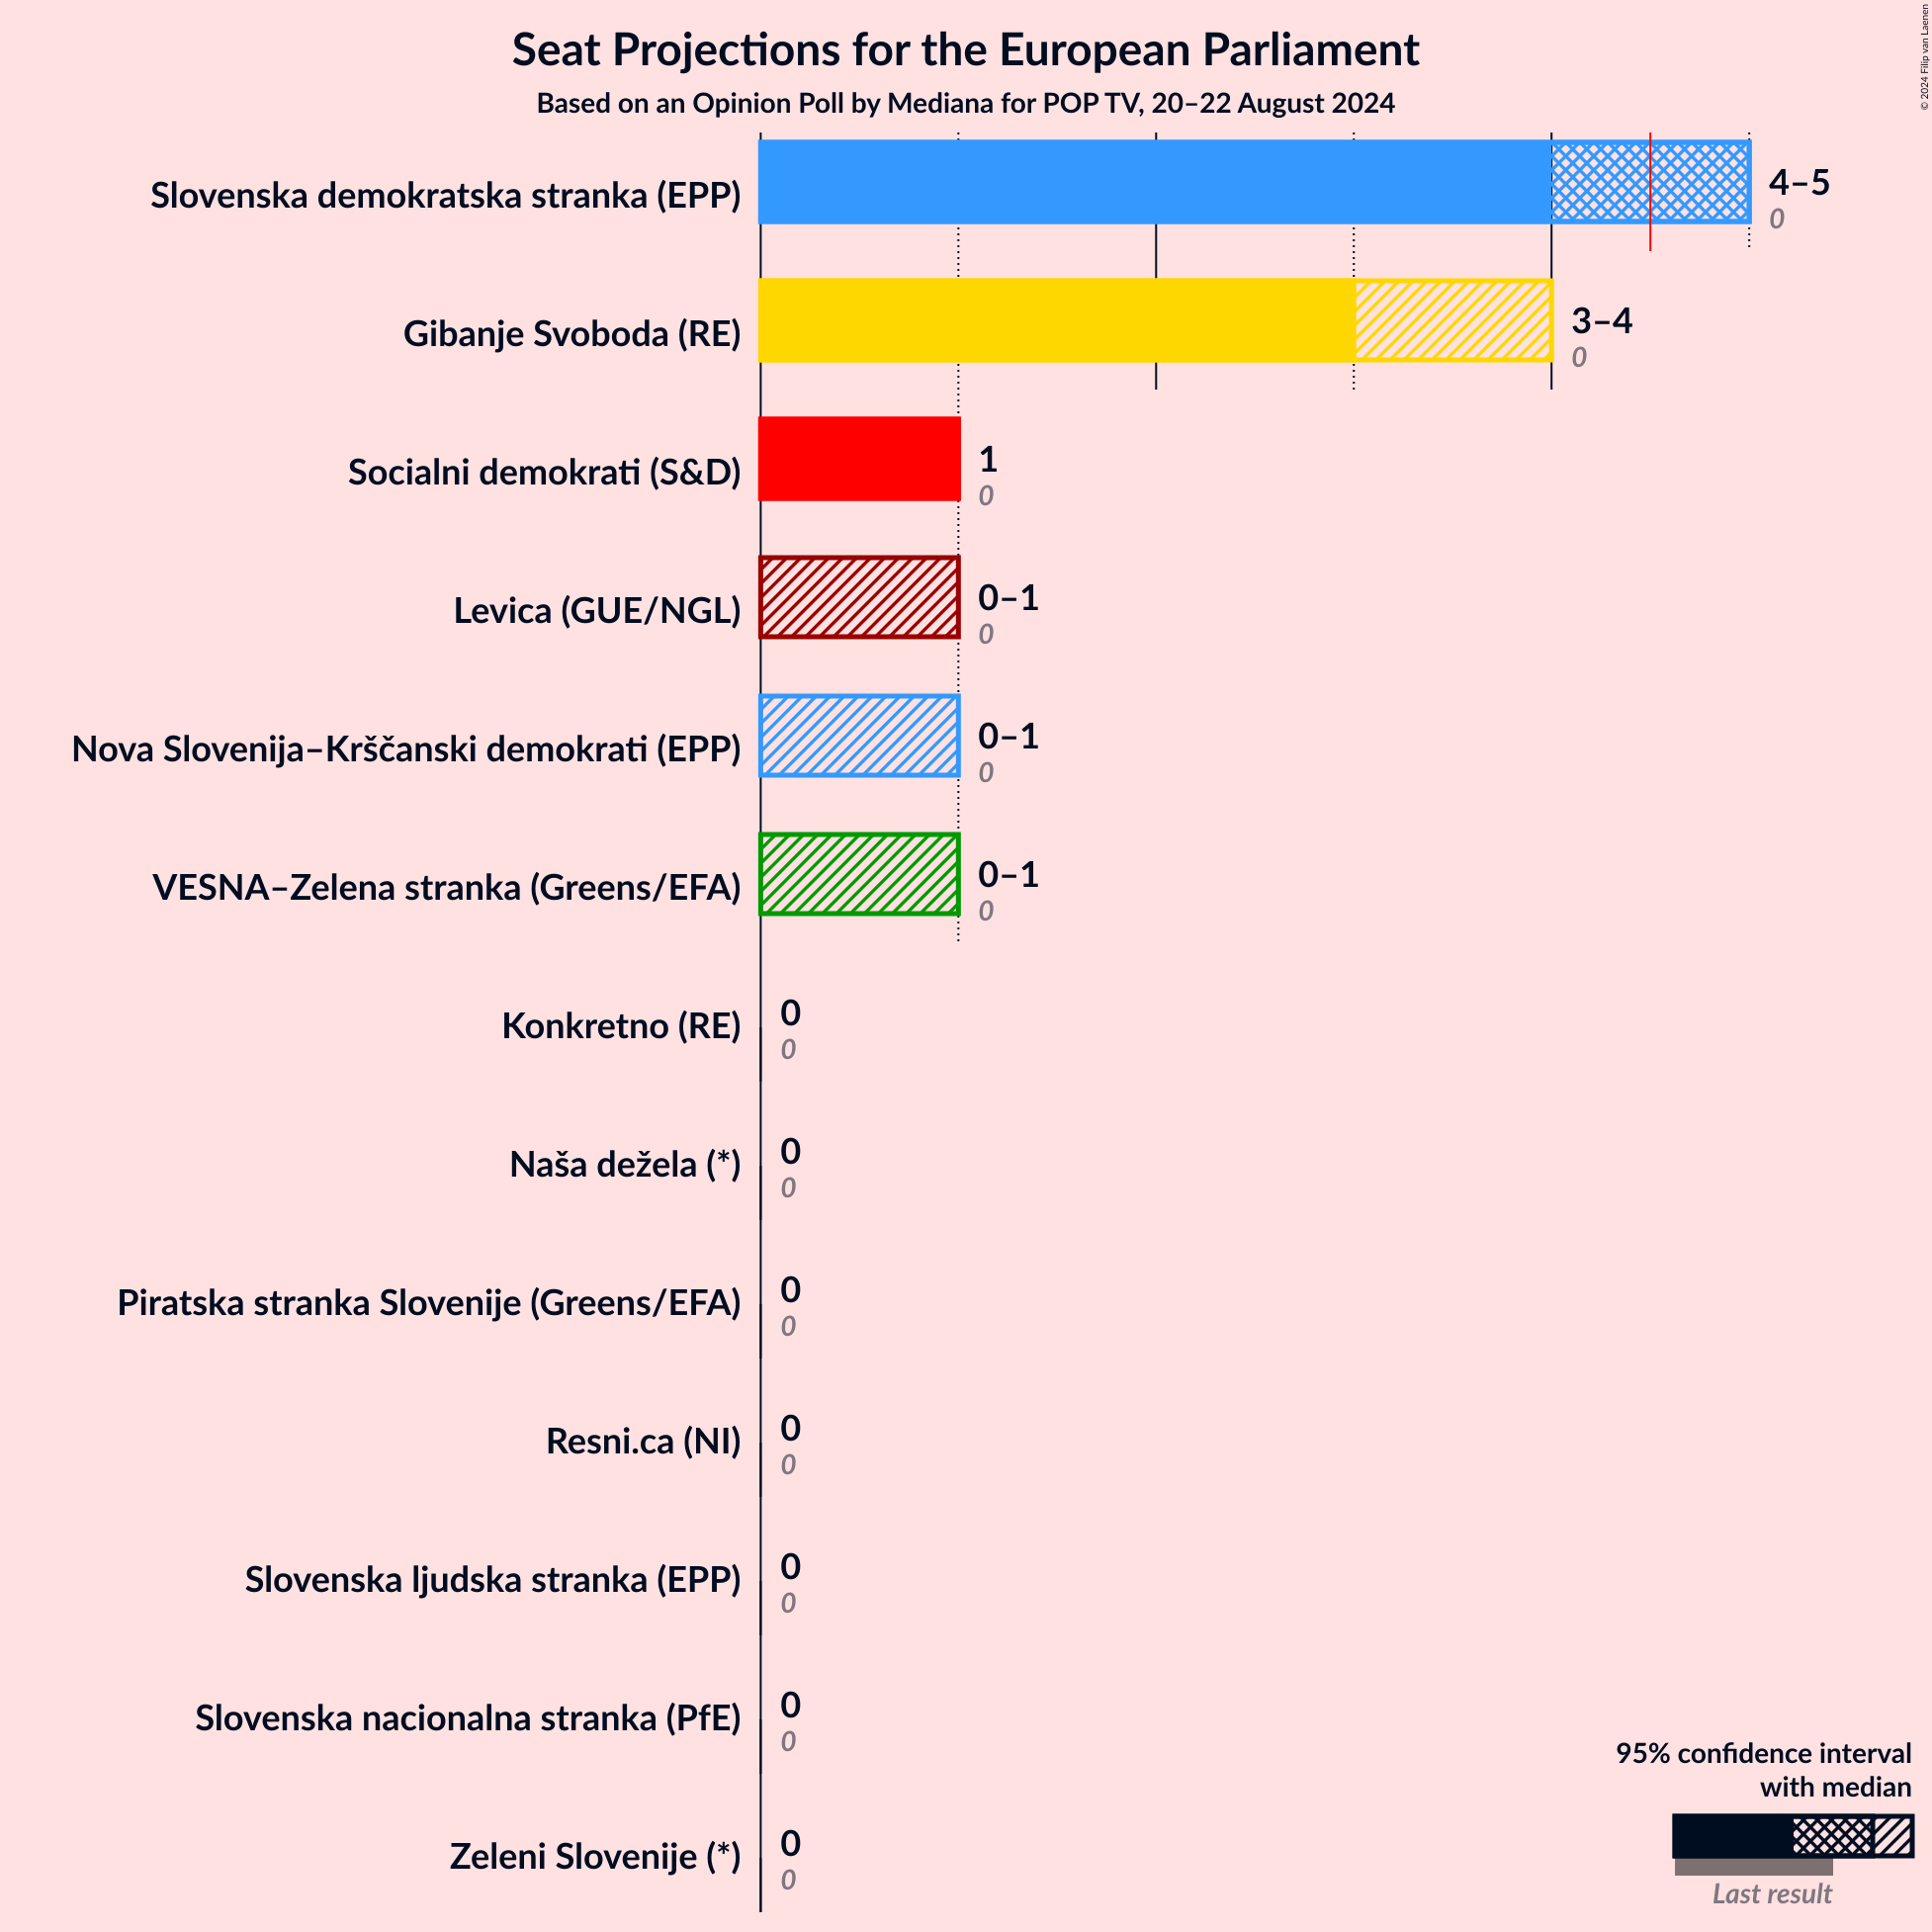 Seat Projections for the European Parliament
Based on an Opinion Poll by Mediana for POP TV, 20–22 August 2024
© 2024 Filip van Laenen
Slovenska demokratska stranka (EPP)
4–5
0
Gibanje Svoboda (RE)
3–4
0
Socialni demokrati (S&D)
1
0
Levica (GUE/NGL)
0–1
0
Nova Slovenija–Krščanski demokrati (EPP)
0–1
0
VESNA–Zelena stranka (Greens/EFA)
0–1
0
Konkretno (RE)
0
0
Naša dežela (*)
0
0
Piratska stranka Slovenije (Greens/EFA)
0
0
Resni.ca (NI)
0
0
Slovenska ljudska stranka (EPP)
0
0
Slovenska nacionalna stranka (PfE)
0
0
Zeleni Slovenije (*)
0
0
95% confidence interval
with median
Last result